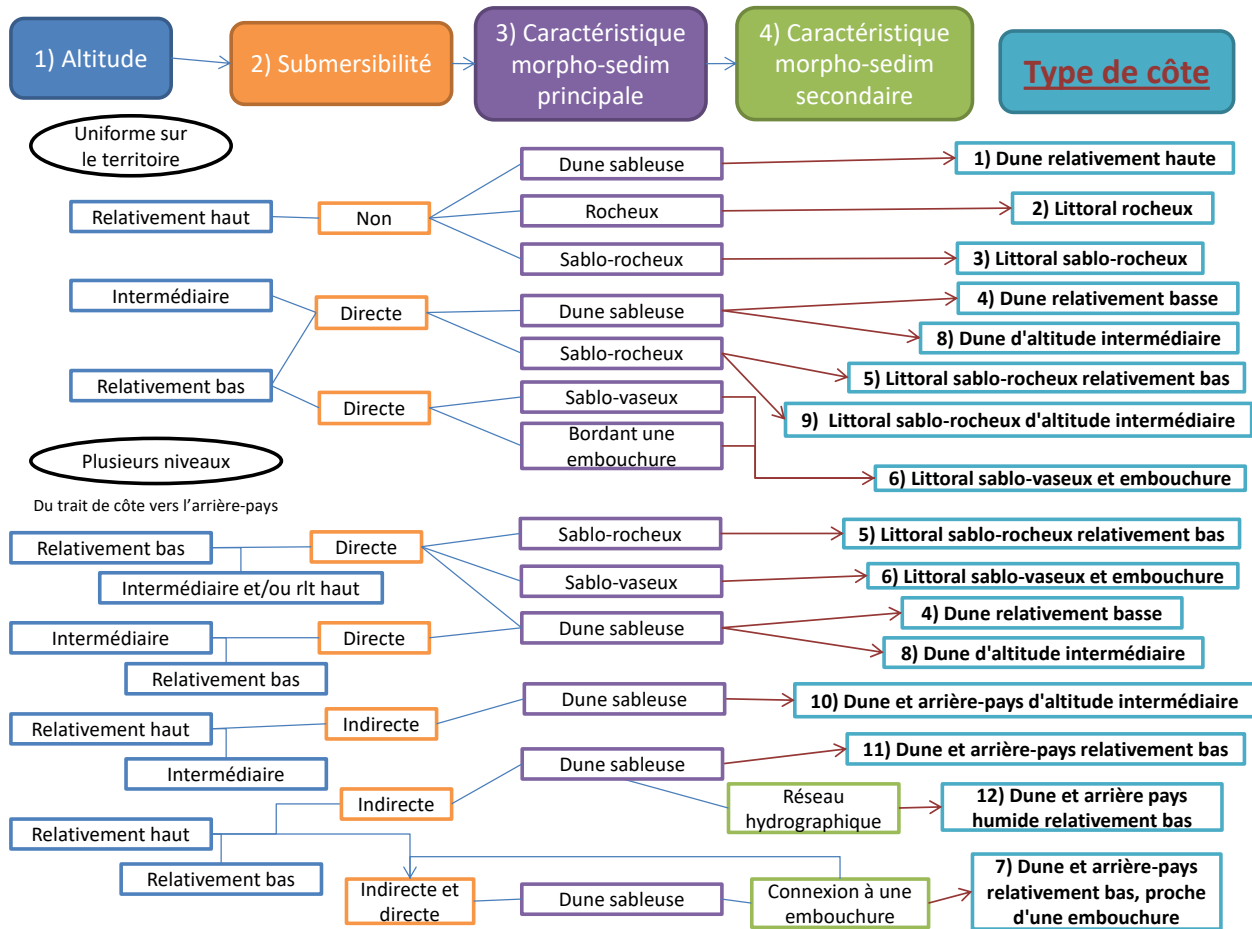 1) Altitude
2) Submersibilité
3) Caractéristique
morpho-sedim
principale
4) Caractéristique
morpho-sedim
secondaire
Type de côte
Uniforme sur
le territoire
Relativement haut
Non
Dune sableuse
1) Dune relativement haute
Rocheux
2) Littoral rocheux
Sablo-rocheux
3) Littoral sablo-rocheux
Intermédiaire
Relativement bas
Directe
Dune sableuse
4) Dune relativement basse
8) Dune d'altitude intermédiaire
Sablo-rocheux
5) Littoral sablo-rocheux relativement bas
9) Littoral sablo-rocheux d'altitude intermédiaire
Directe
Sablo-vaseux
Bordant une
embouchure
6) Littoral sablo-vaseux et embouchure
Plusieurs niveaux
Du trait de côte vers l’arrière-pays
Relativement bas
Intermédiaire et/ou rlt haut
Directe
Sablo-rocheux
5) Littoral sablo-rocheux relativement bas
Sablo-vaseux
6) Littoral sablo-vaseux et embouchure
Intermédiaire
Relativement bas
Directe
Dune sableuse
4) Dune relativement basse
8) Dune d'altitude intermédiaire
Relativement haut
Intermédiaire
Indirecte
Dune sableuse
10) Dune et arrière-pays d'altitude intermédiaire
Relativement haut
Relativement bas
Indirecte
Dune sableuse
11) Dune et arrière-pays relativement bas
Réseau
hydrographique
12) Dune et arrière pays
humide relativement bas
Indirecte et
directe
Dune sableuse
Connexion à une
embouchure
7) Dune et arrière-pays
relativement bas, proche
d'une embouchure